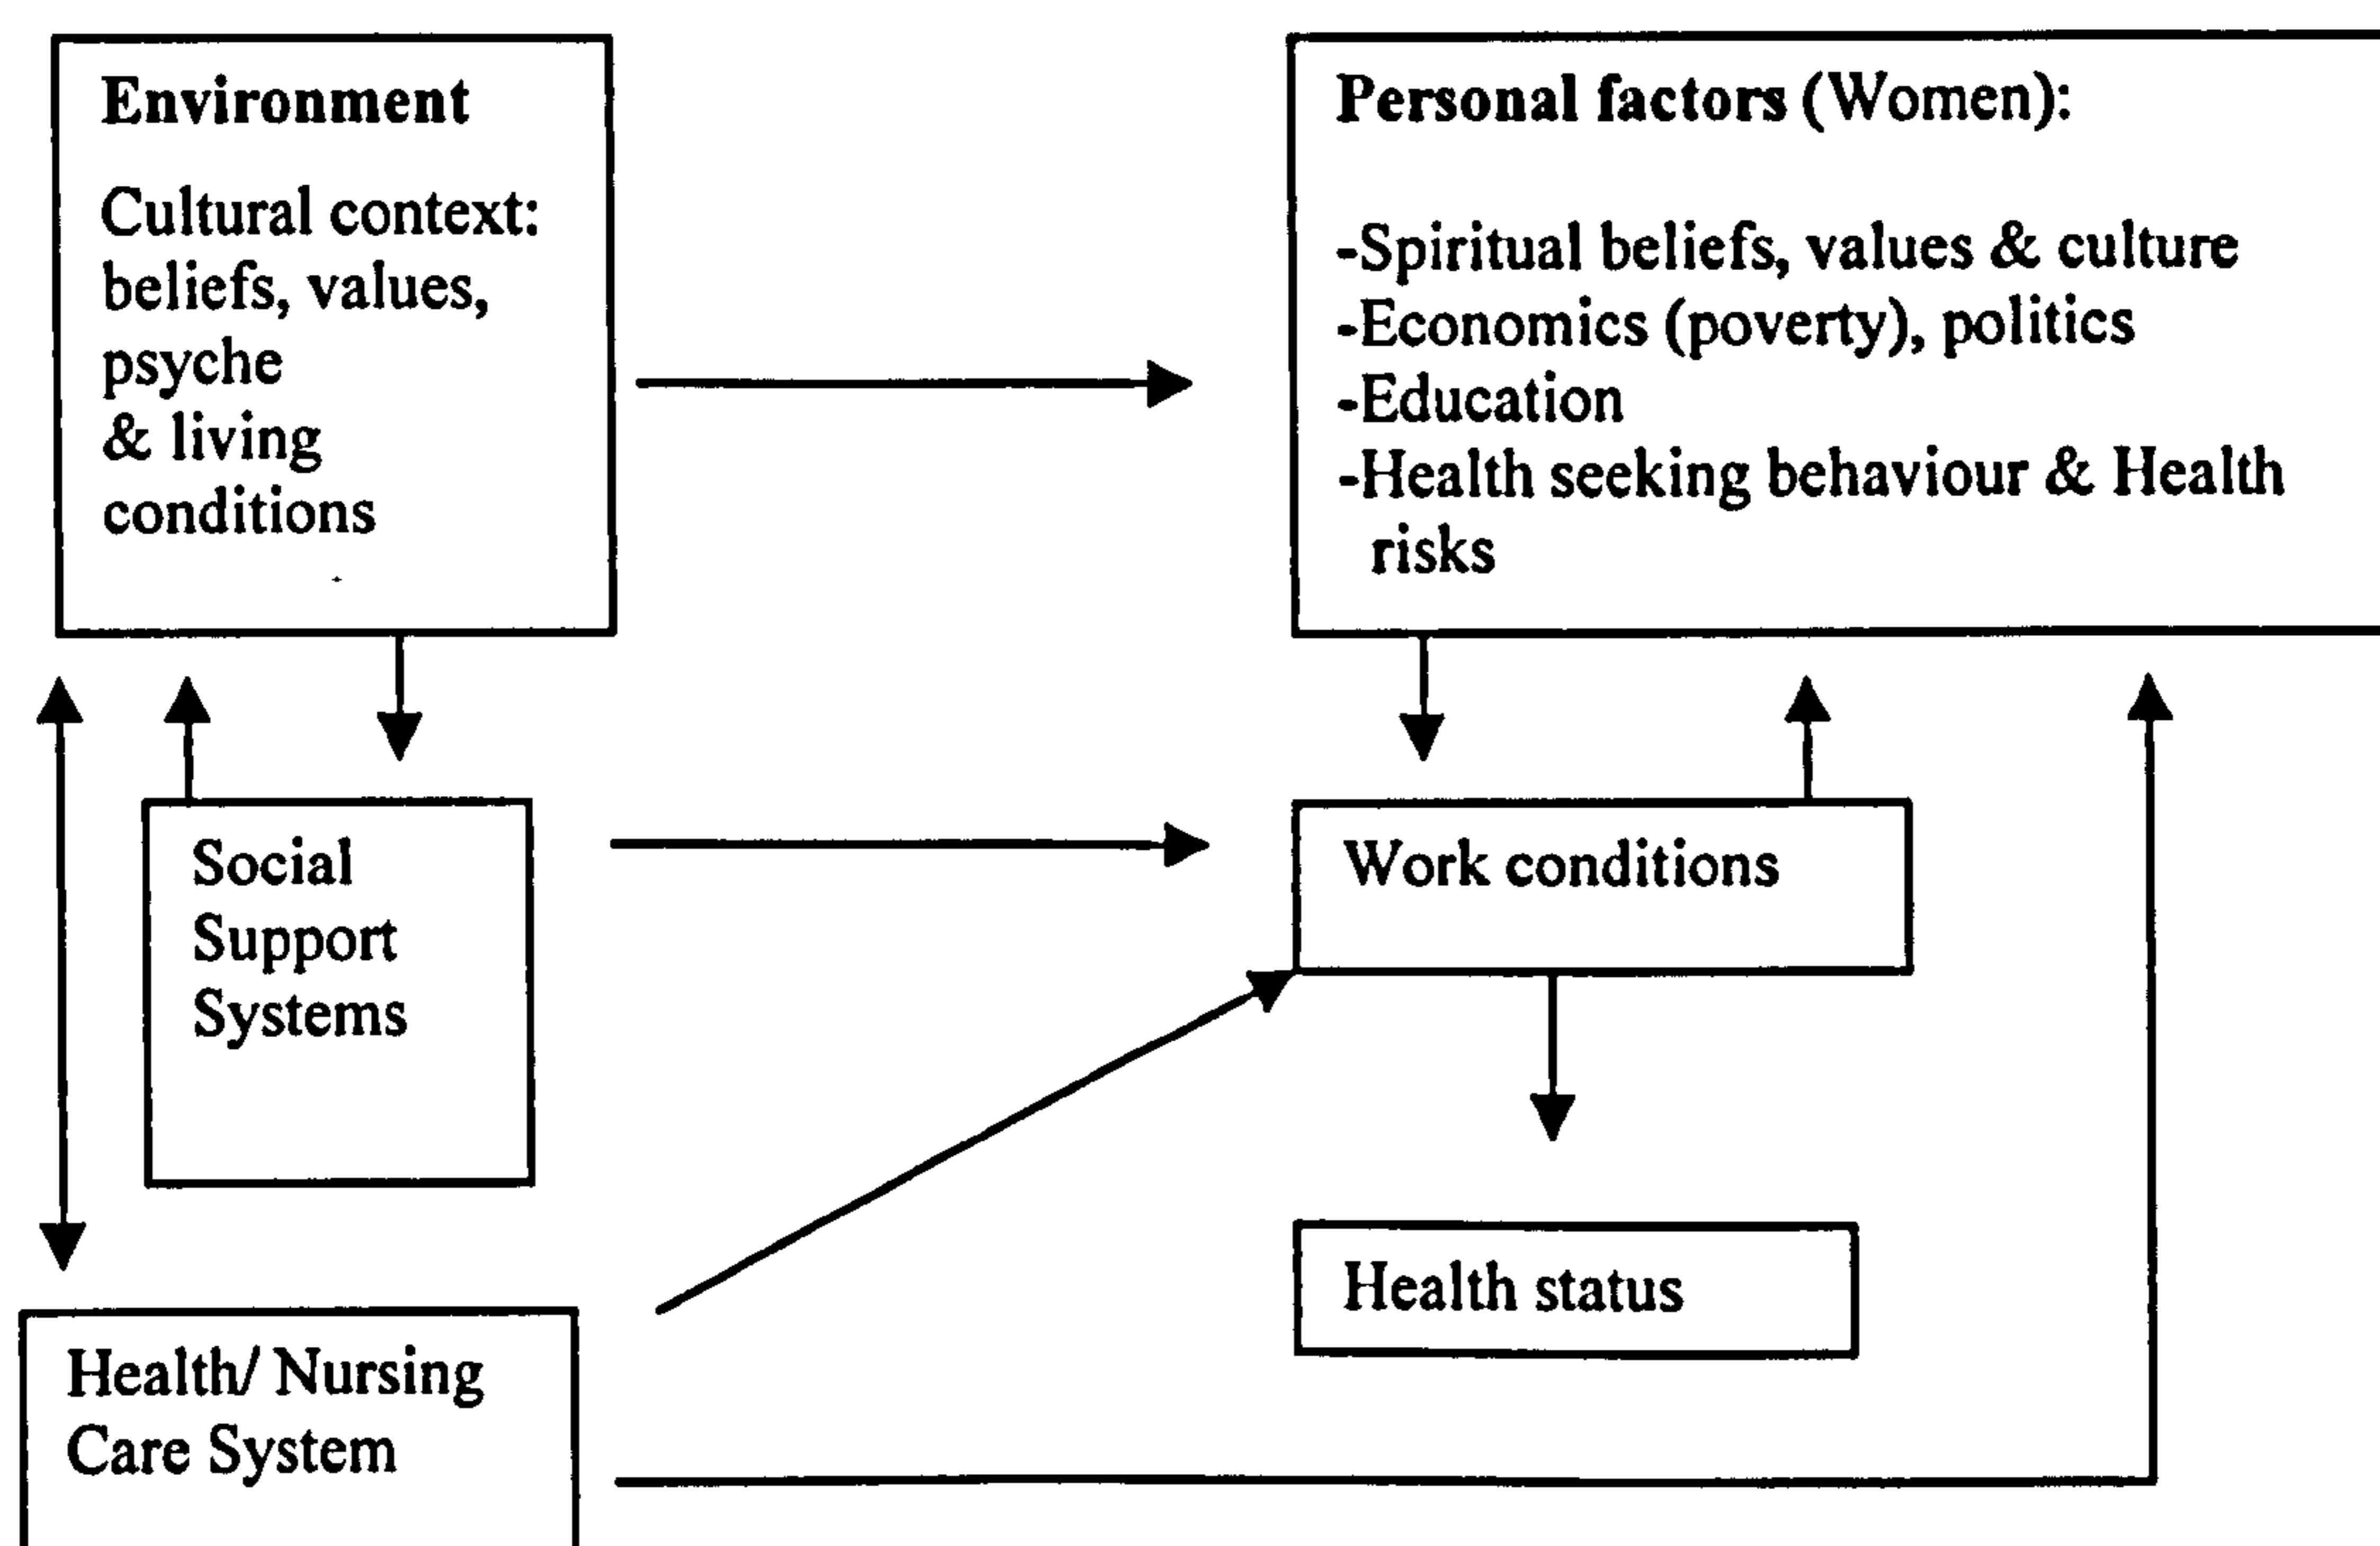 Environment
Cultural context:
beliefs, values,
psyche
& living
conditions
Personal factors (Women):
-Spiritual beliefs, values & culture
-Economics (poverty), politics
-Education
-Health seeking behaviour & Health
risks
Social
Support
Systems
Work conditions
Health status
Health/ Nursing
Care System